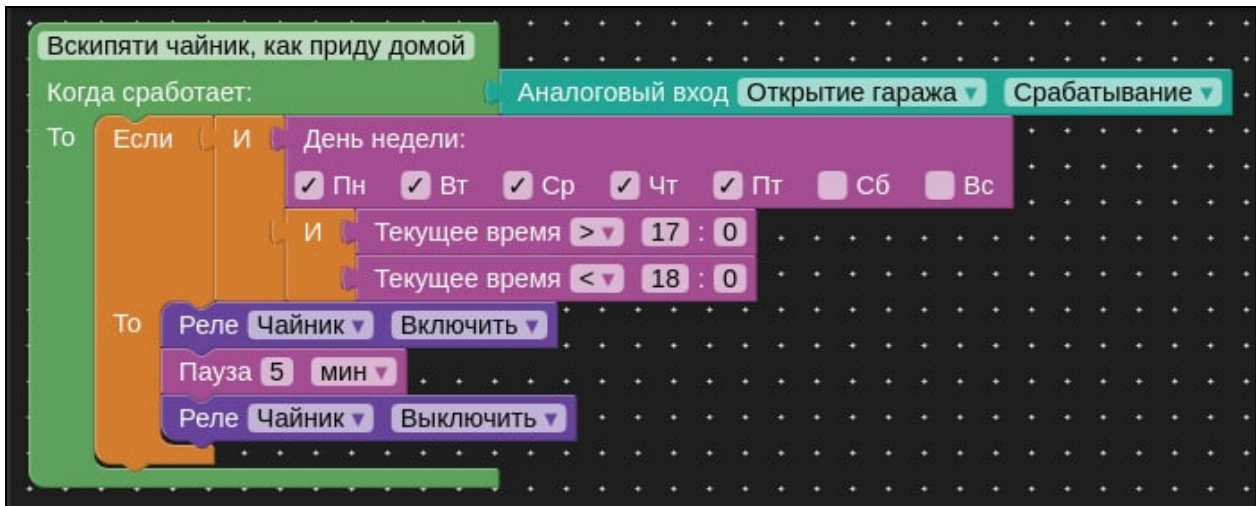 Вскипяти чайник, как приду домой
Когда сработает: Аналоговый вход Открытие гаража Срабатывание
То Если И День недели:
Пн Вт Ср Чт Пт Сб Вс
И Текущее время > 17 : 0
Текущее время < 18 : 0
То Реле Чайник Включить
Пауза 5 мин
Реле Чайник Выключить